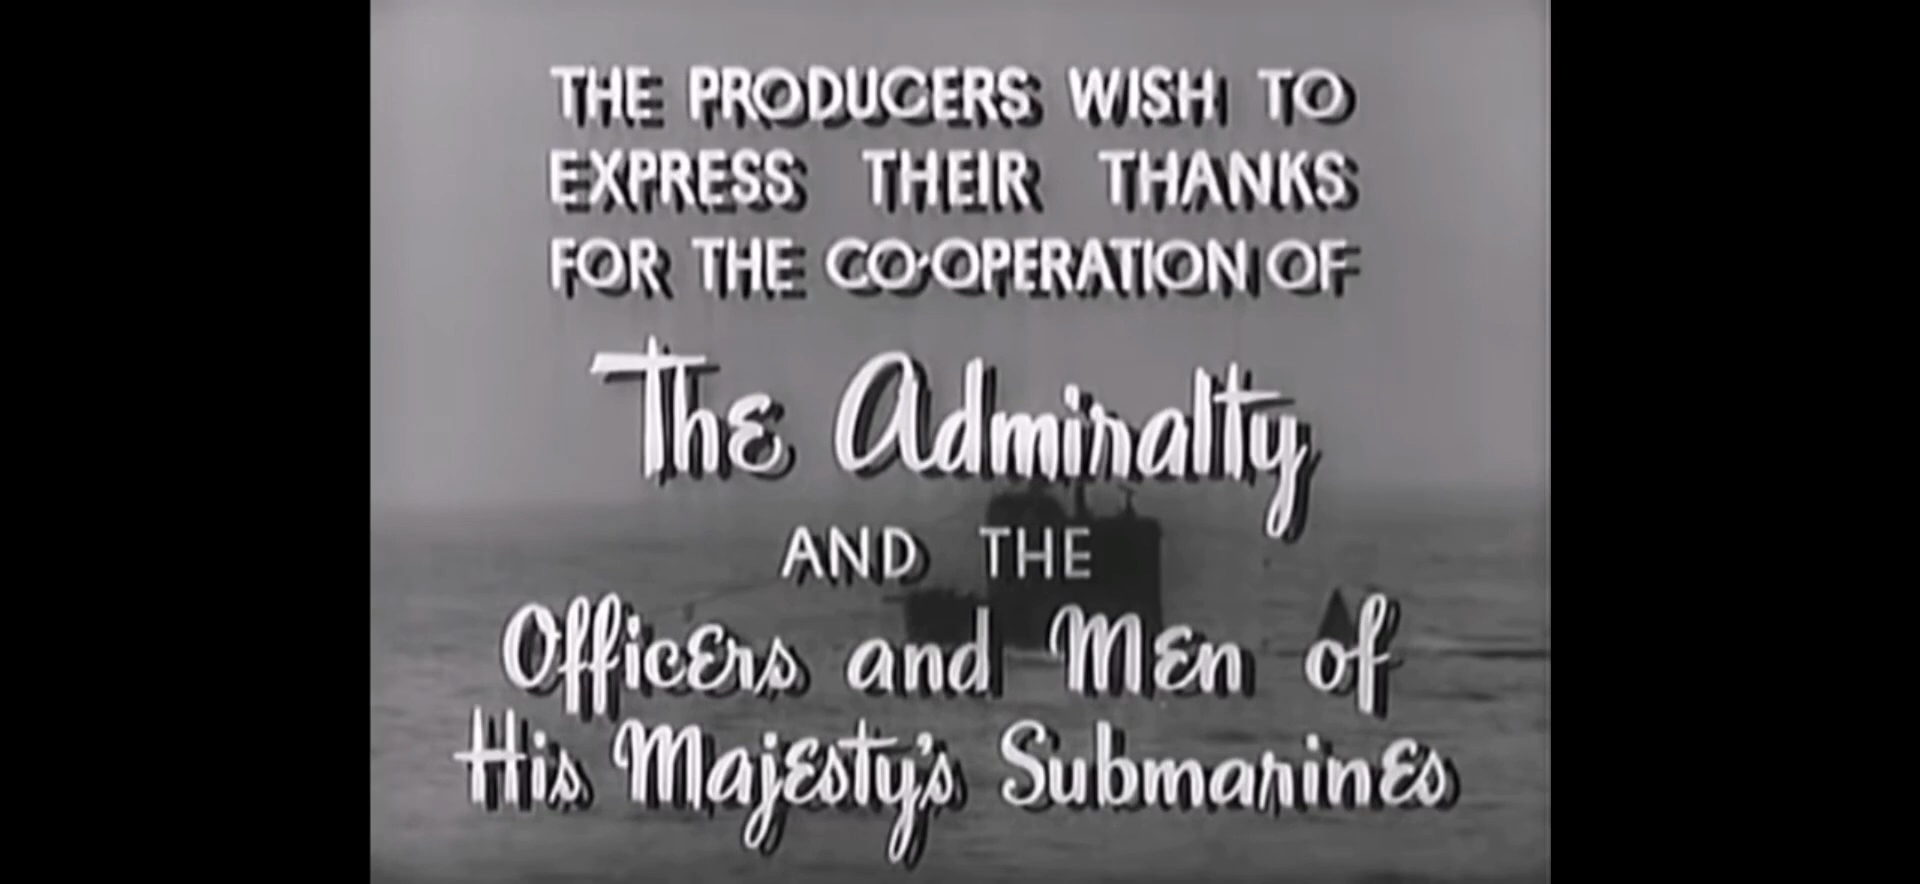 THE PRODUCERS WISH TO
EXPRESS THEIR THANKS
FOR THE CO-OPERATION OF
The Admiralty
AND THE
Officers and Men of
His Majesty's Submarines